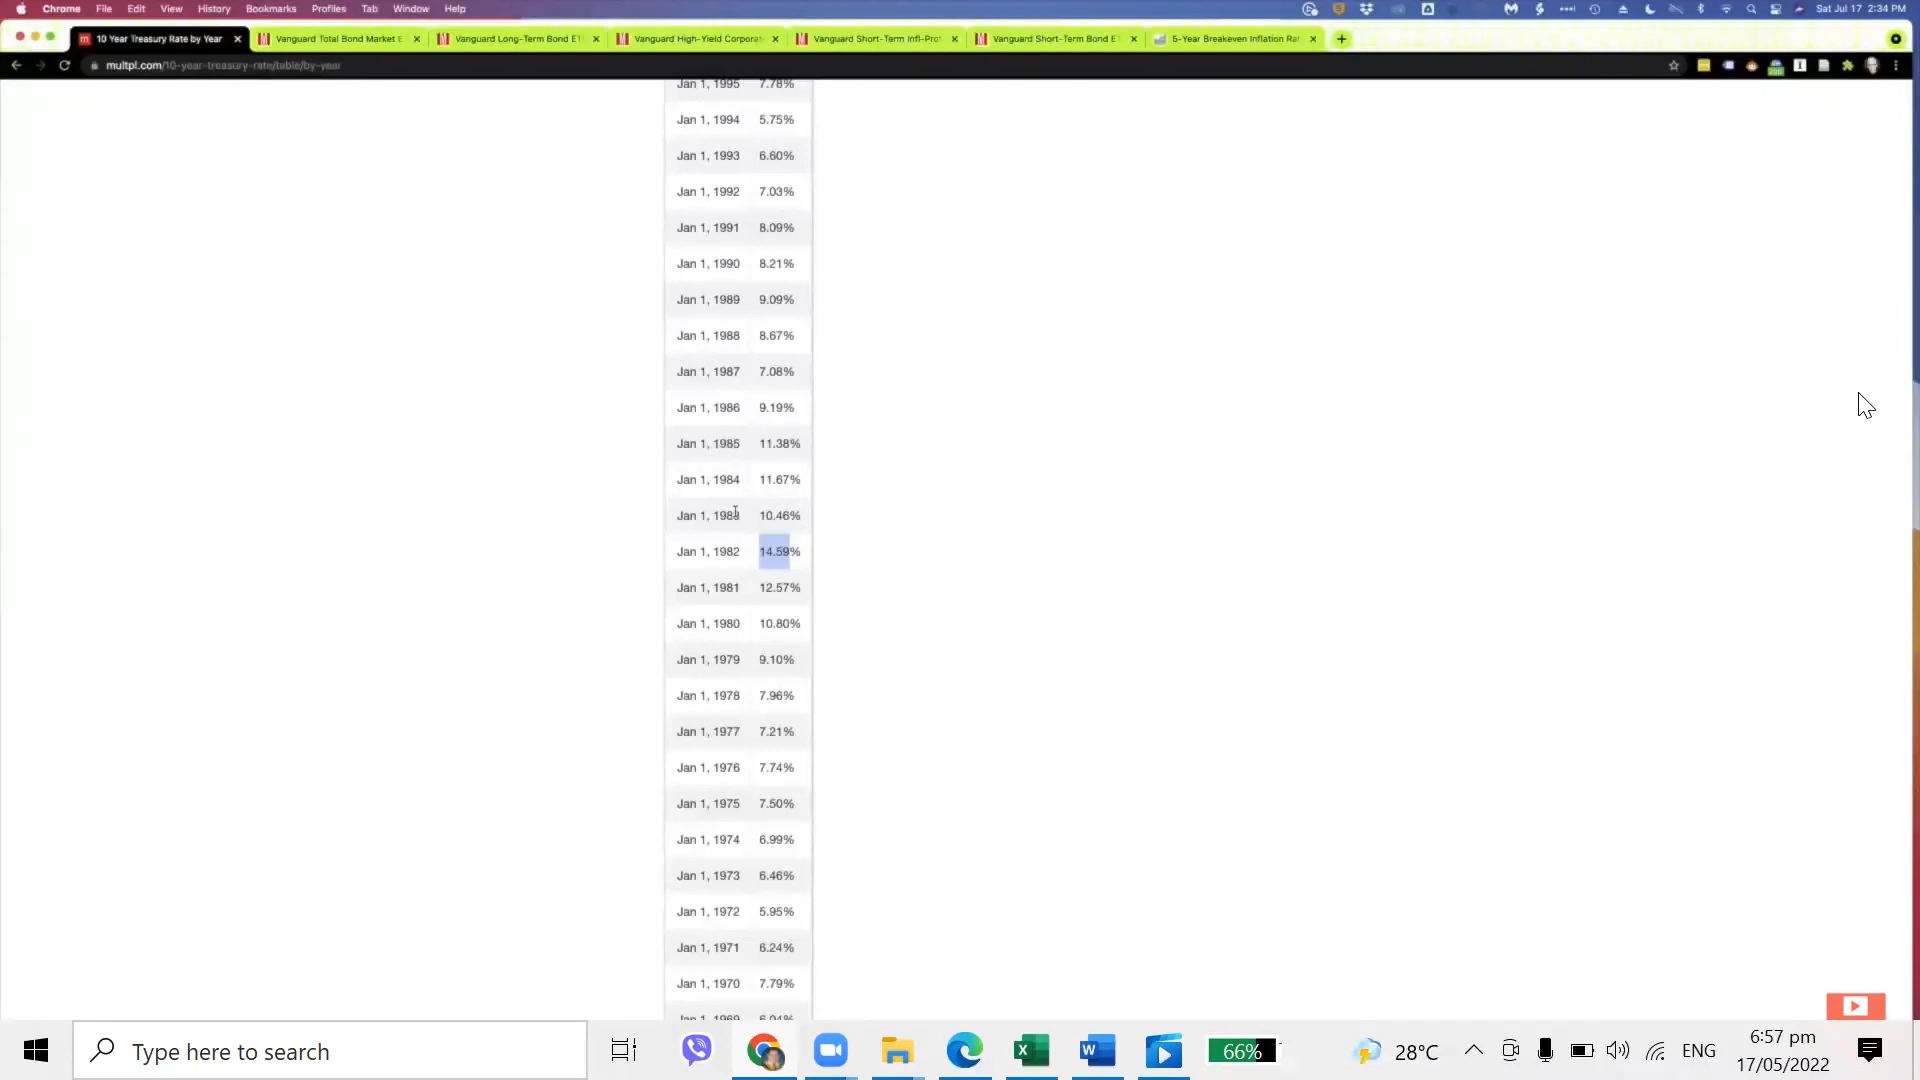 Chrome File Edit View History Bookmarks Profiles Tab Window Help Sat Jul 17 2:34 PM
10 Year Treasury Rate by Year Vanguard Total Bond Market E Vanguard Long-Term Bond ET Vanguard High-Yield Corporat Vanguard Short-Term Infl-Pro Vanguard Short-Term Bond E 5-Year Breakeven Inflation Ra
multpl.com/10-year-treasury-rate/table/by-year
Jan 1, 1995 7.78%
Jan 1, 1994 5.75%
Jan 1, 1993 6.60%
Jan 1, 1992 7.03%
Jan 1, 1991 8.09%
Jan 1, 1990 8.21%
Jan 1, 1989 9.09%
Jan 1, 1988 8.67%
Jan 1, 1987 7.08%
Jan 1, 1986 9.19%
Jan 1, 1985 11.38%
Jan 1, 1984 11.67%
Jan 1, 1983 10.46%
Jan 1, 1982 14.59%
Jan 1, 1981 12.57%
Jan 1, 1980 10.80%
Jan 1, 1979 9.10%
Jan 1, 1978 7.96%
Jan 1, 1977 7.21%
Jan 1, 1976 7.74%
Jan 1, 1975 7.50%
Jan 1, 1974 6.99%
Jan 1, 1973 6.46%
Jan 1, 1972 5.95%
Jan 1, 1971 6.24%
Jan 1, 1970 7.79%
Jan 1, 1969 6.04%
Type here to search 66% 28°C ENG 6:57 pm
17/05/2022